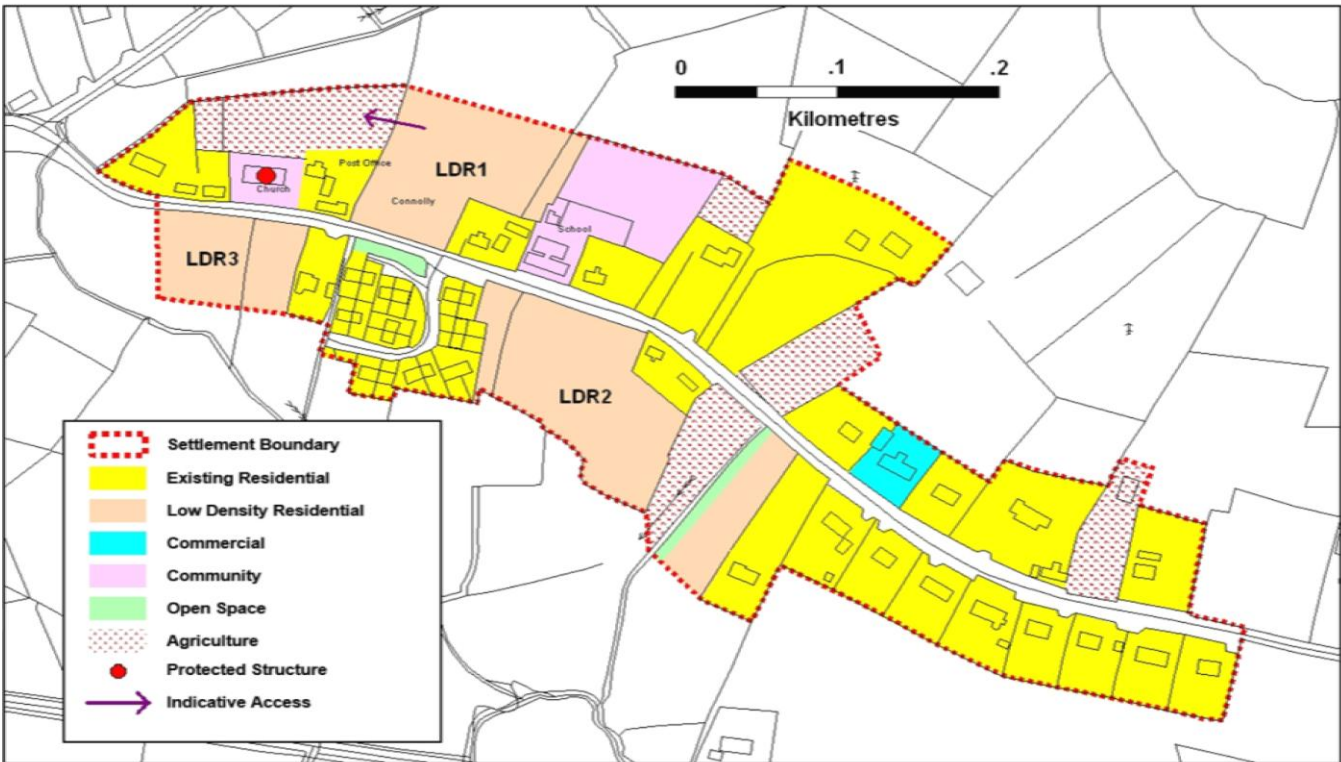 0 .1 .2
Kilometres
LDR1
Post Office
Church
Connolly
School
LDR3
LDR2
Settlement Boundary
Existing Residential
Low Density Residential
Commercial
Community
Open Space
Agriculture
Protected Structure
Indicative Access